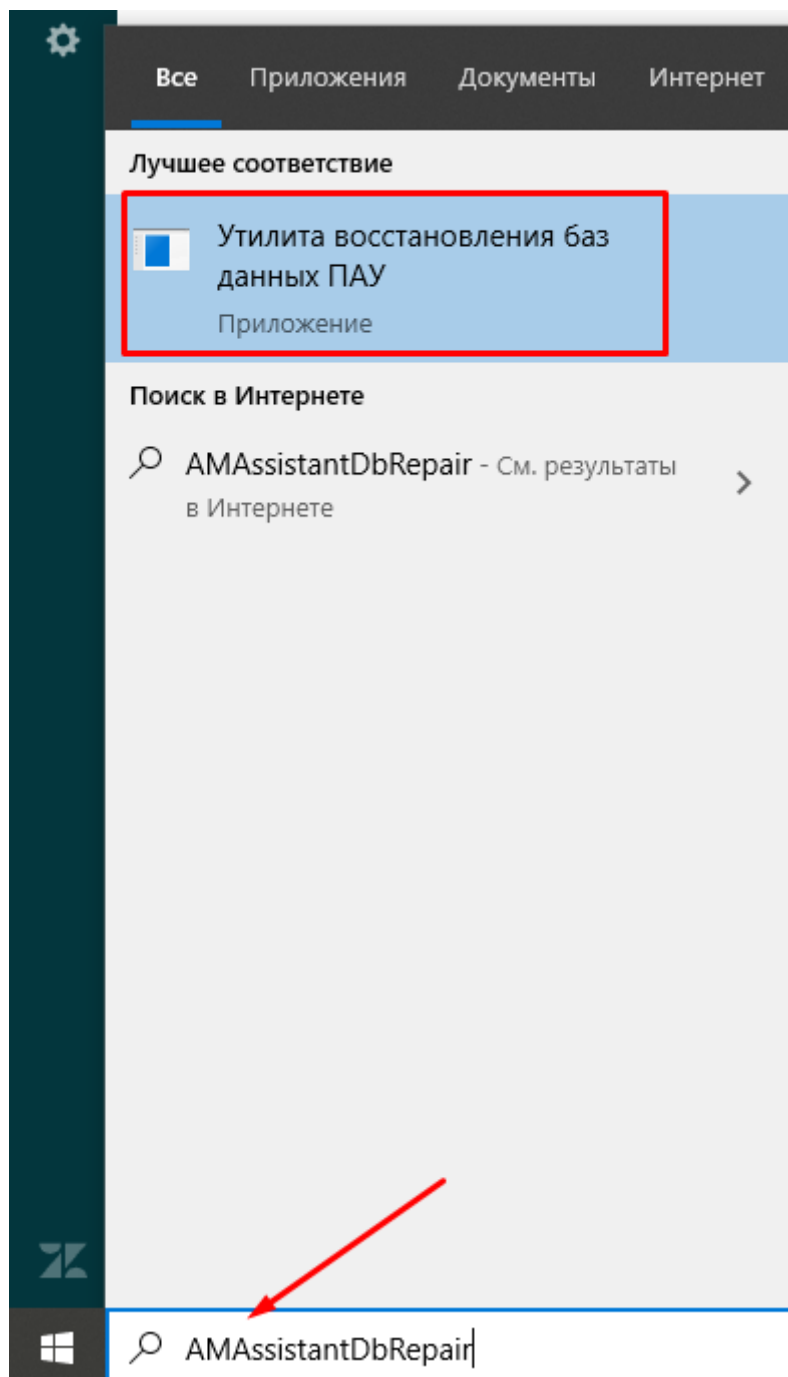 Все Приложения Документы Интернет
Лучшее соответствие
Утилита восстановления баз
данных ПАУ
Приложение
Поиск в Интернете
AMAssistantDbRepair - См. результаты
в Интернете
AMAssistantDbRepair